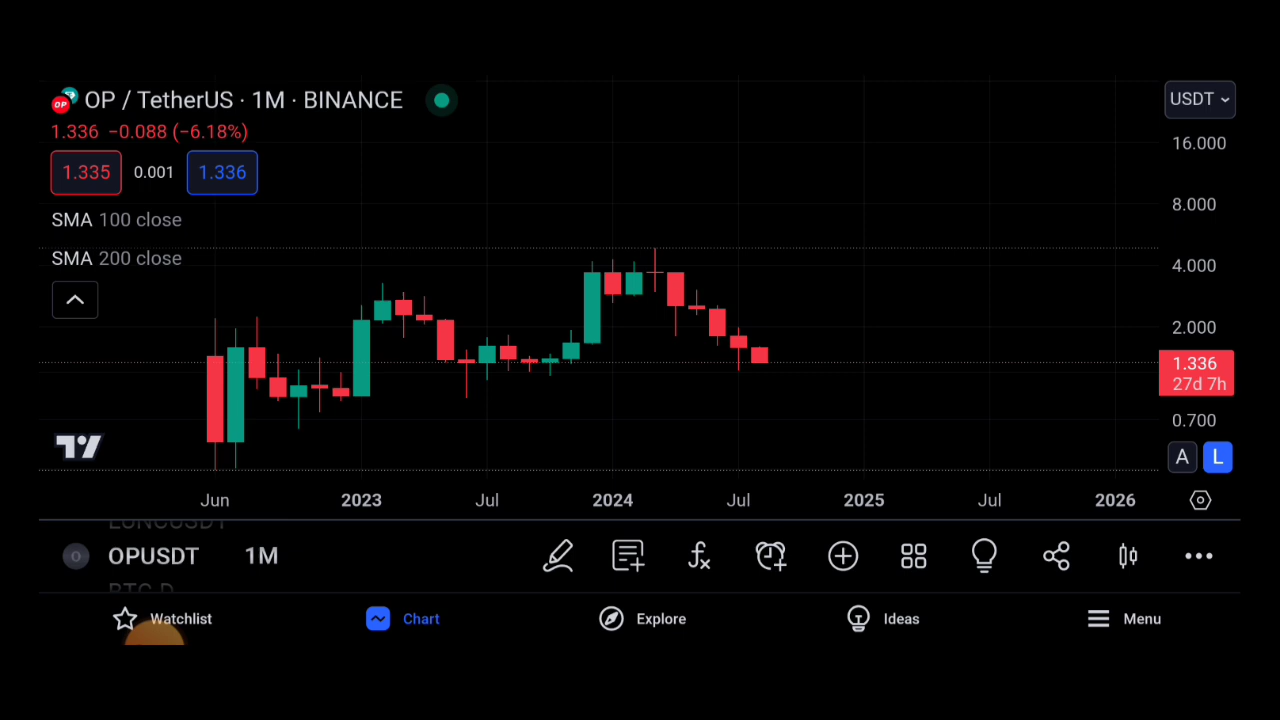 OP / TetherUS · 1M · BINANCE
USDT
1.336 −0.088 (−6.18%)
1.335 0.001 1.336
SMA 100 close
SMA 200 close
16.000
8.000
4.000
2.000
1.336
27d 7h
0.700
A L
Jun 2023 Jul 2024 Jul 2025 Jul 2026
OPUSDT 1M
Watchlist Chart Explore Ideas Menu